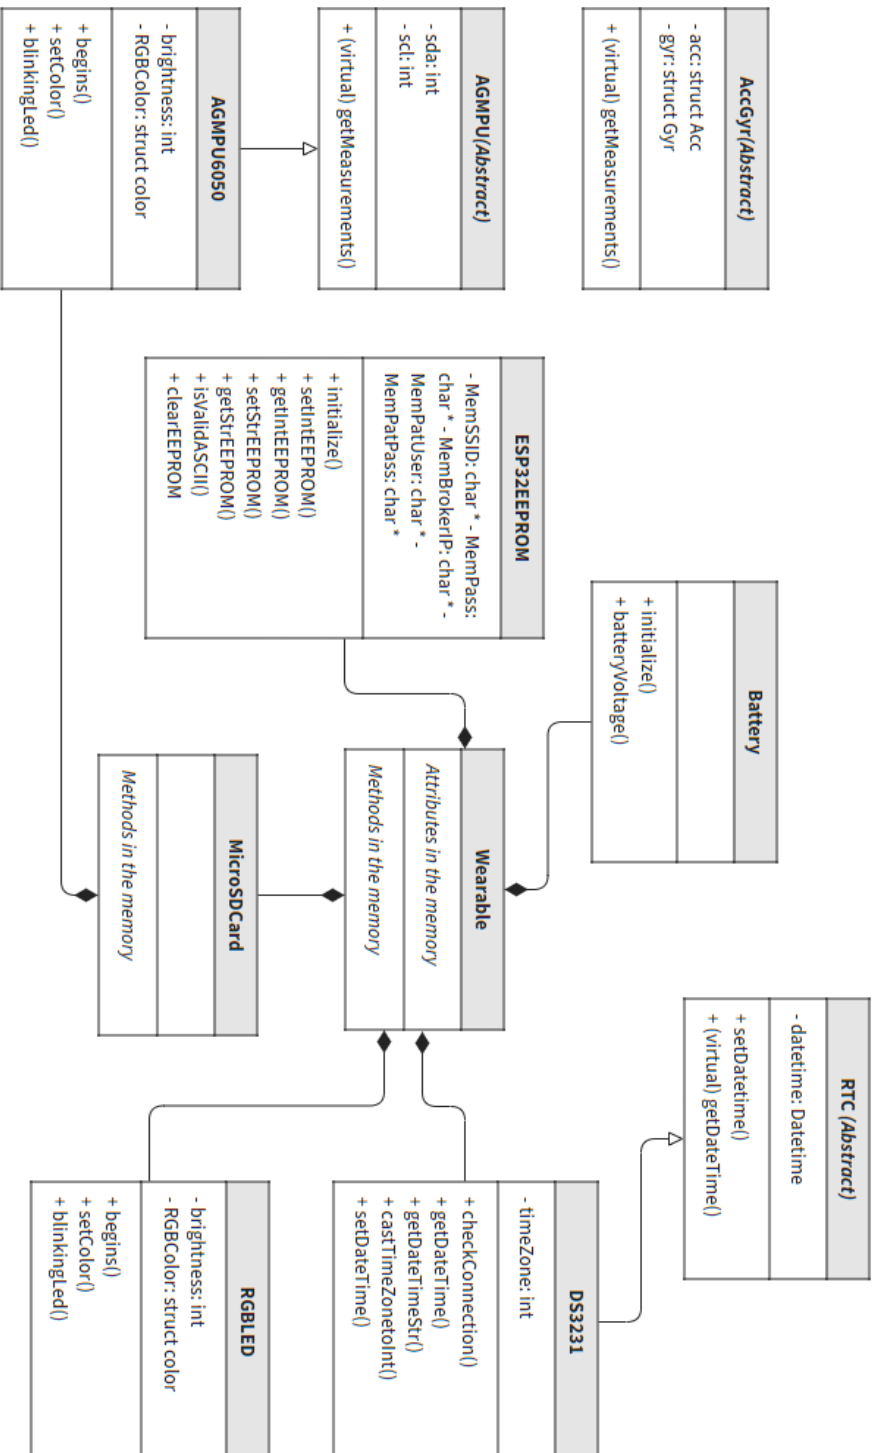 AccGyr(Abstract)
- acc: struct Acc
- gyr: struct Gyr
+ (virtual) getMeasurements()
AGMPU(Abstract)
- sda: int
- scl: int
+ (virtual) getMeasurements()
AGMPU6050
- brightness: int
- RGBColor: struct color
+ begins()
+ setColor()
+ blinkingLed()
Battery
+ initialize()
+ batteryVoltage()
ESP32EEPROM
- MemSSID: char * - MemPass:
char * - MemBrokerIP: char * -
MemPatUser: char * -
MemPatPass: char *
+ initialize()
+ setIntEEPROM()
+ getIntEEPROM()
+ setStrEEPROM()
+ getStrEEPROM()
+ isValidASCII()
+ clearEEPROM
RTC (Abstract)
- datetime: Datetime
+ setDatetime()
+ (virtual) getDateTime()
Wearable
Attributes in the memory
Methods in the memory
MicroSDCard
Methods in the memory
DS3231
- timeZone: int
+ checkConnection()
+ getDateTime()
+ getDateTimeStr()
+ castTimeZonetoInt()
+ setDateTime()
RGBLED
- brightness: int
- RGBColor: struct color
+ begins()
+ setColor()
+ blinkingLed()